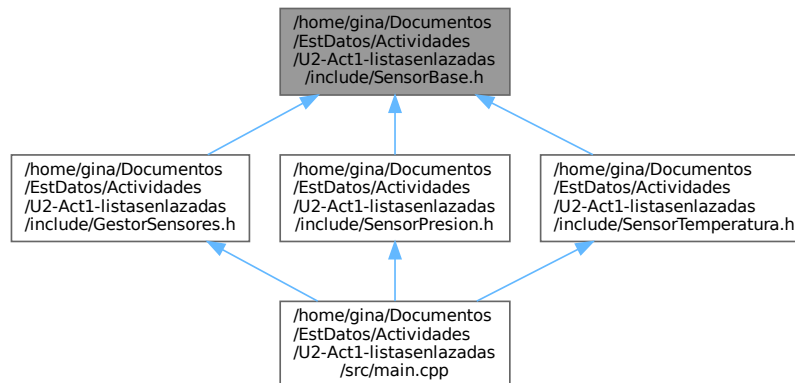 /home/gina/Documentos
/EstDatos/Actividades
/U2-Act1-listasenlazadas
/include/SensorBase.h
/home/gina/Documentos
/EstDatos/Actividades
/U2-Act1-listasenlazadas
/include/GestorSensores.h
/home/gina/Documentos
/EstDatos/Actividades
/U2-Act1-listasenlazadas
/include/SensorPresion.h
/home/gina/Documentos
/EstDatos/Actividades
/U2-Act1-listasenlazadas
/include/SensorTemperatura.h
/home/gina/Documentos
/EstDatos/Actividades
/U2-Act1-listasenlazadas
/src/main.cpp